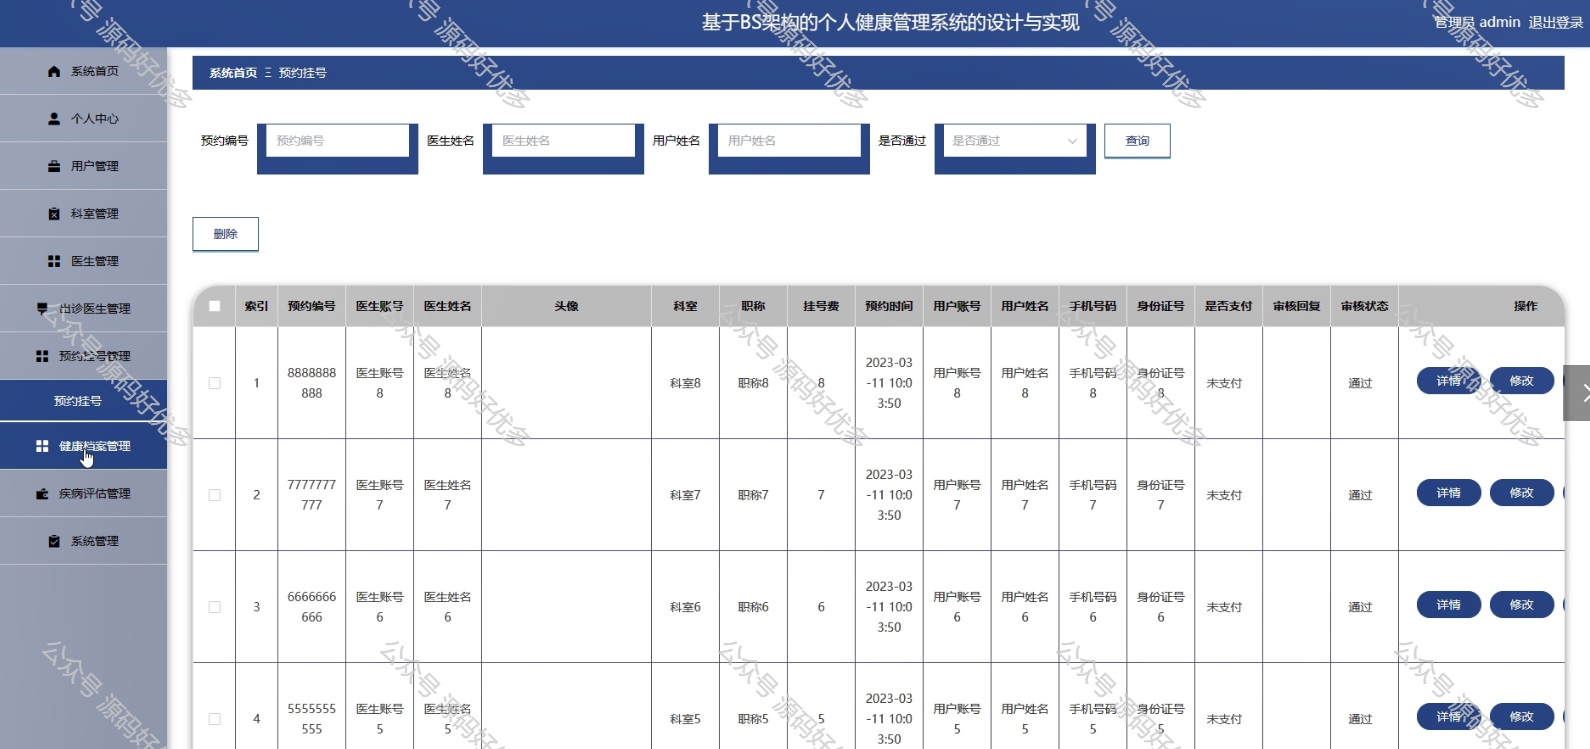 基于BS架构的个人健康管理系统的设计与实现
管理员 admin 退出登录
系统首页
个人中心
用户管理
科室管理
医生管理
出诊医生管理
预约挂号管理
预约挂号
健康档案管理
疾病评估管理
系统管理
系统首页 Ξ 预约挂号
预约编号 预约编号 医生姓名 医生姓名 用户姓名 用户姓名 是否通过 是否通过 查询
删除
索引 预约编号 医生账号 医生姓名 头像 科室 职称 挂号费 预约时间 用户账号 用户姓名 手机号码 身份证号 是否支付 审核回复 审核状态 操作
1 8888888888 医生账号8 医生姓名8 科室8 职称8 8 2023-03-11 10:03:50 用户账号8 用户姓名8 手机号码8 身份证号8 未支付 通过 详情 修改
2 7777777777 医生账号7 医生姓名7 科室7 职称7 7 2023-03-11 10:03:50 用户账号7 用户姓名7 手机号码7 身份证号7 未支付 通过 详情 修改
3 6666666666 医生账号6 医生姓名6 科室6 职称6 6 2023-03-11 10:03:50 用户账号6 用户姓名6 手机号码6 身份证号6 未支付 通过 详情 修改
4 5555555555 医生账号5 医生姓名5 科室5 职称5 5 2023-03-11 10:03:50 用户账号5 用户姓名5 手机号码5 身份证号5 未支付 通过 详情 修改
公众号 源码好优多